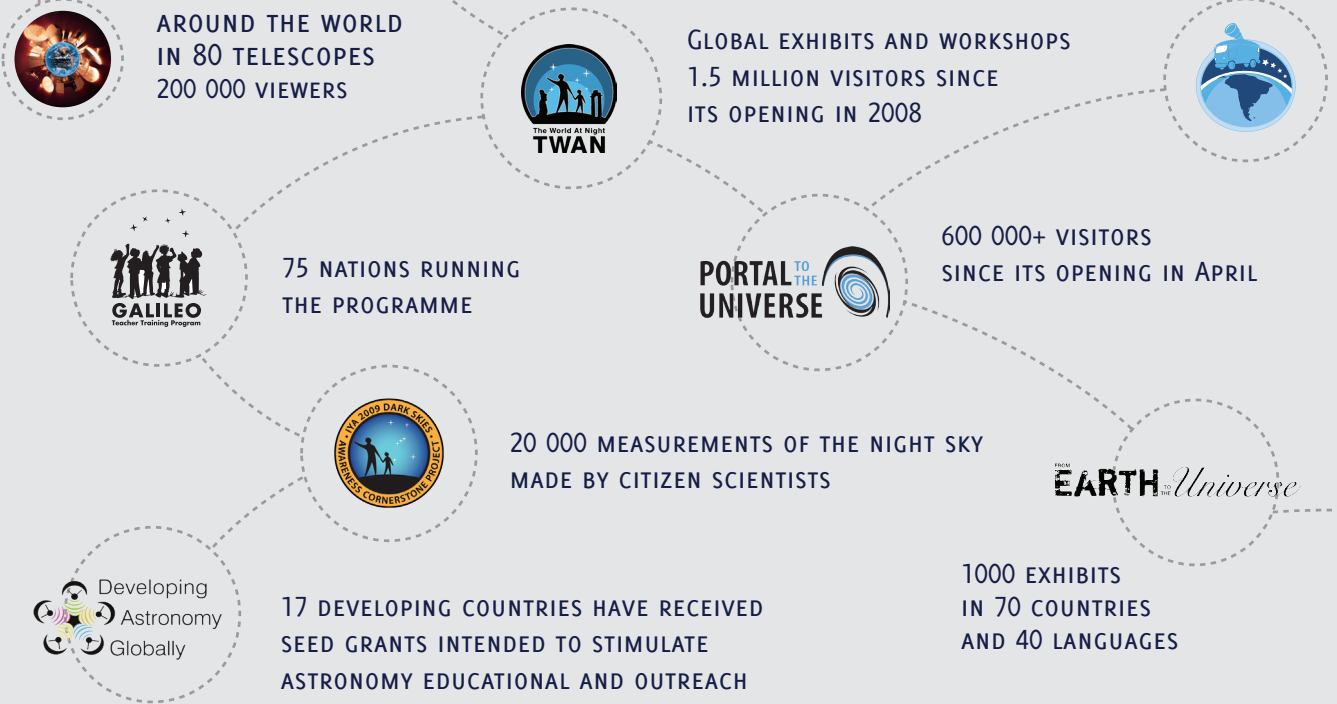 AROUND THE WORLD
IN 80 TELESCOPES
200 000 VIEWERS
The World At Night
TWAN
GLOBAL EXHIBITS AND WORKSHOPS
1.5 MILLION VISITORS SINCE
ITS OPENING IN 2008
GALILEO
Teacher Training Program
75 NATIONS RUNNING
THE PROGRAMME
PORTAL TO THE
UNIVERSE
600 000+ VISITORS
SINCE ITS OPENING IN APRIL
IYA 2009 DARK SKIES
AWARENESS CORNERSTONE PROJECT
20 000 MEASUREMENTS OF THE NIGHT SKY
MADE BY CITIZEN SCIENTISTS
FROM
EARTH TO THE Universe
1000 EXHIBITS
IN 70 COUNTRIES
AND 40 LANGUAGES
Developing
Astronomy
Globally
17 DEVELOPING COUNTRIES HAVE RECEIVED
SEED GRANTS INTENDED TO STIMULATE
ASTRONOMY EDUCATIONAL AND OUTREACH